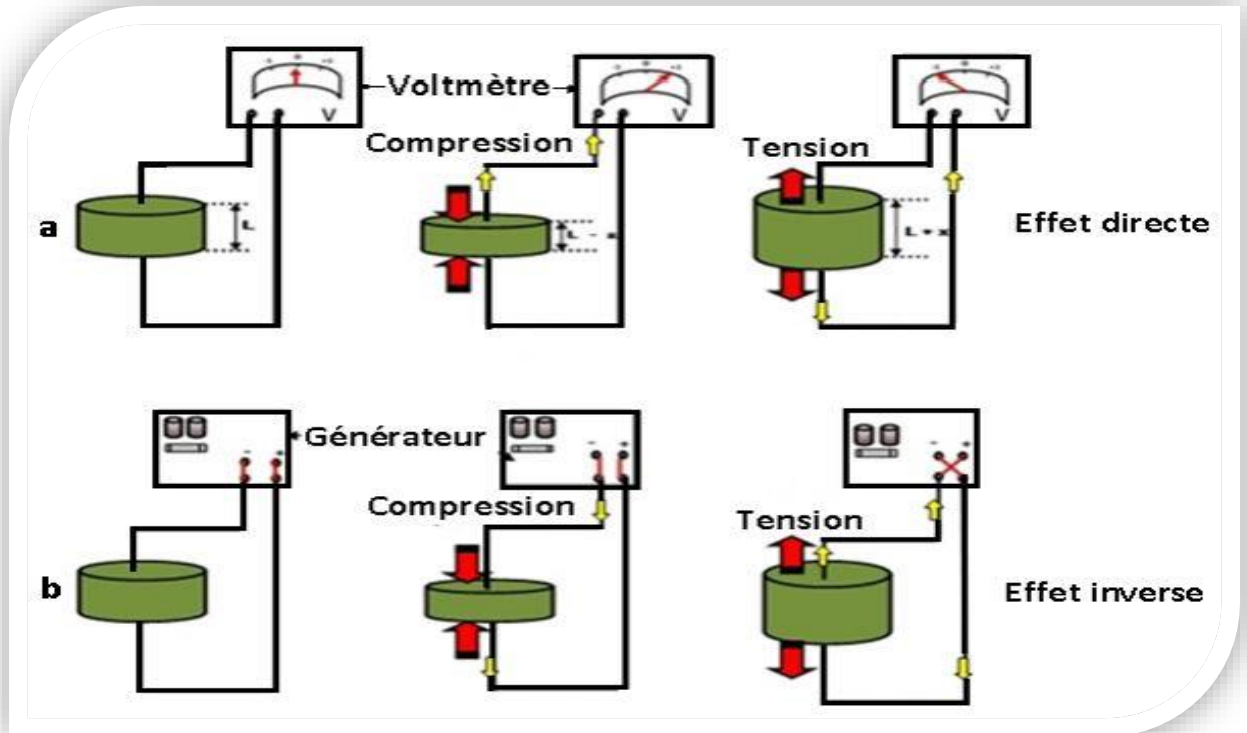 Voltmètre
V
V
V
Compression
Tension
a
L
L - x
L + x
Effet directe
Générateur
- +
- +
- +
Compression
Tension
b
Effet inverse